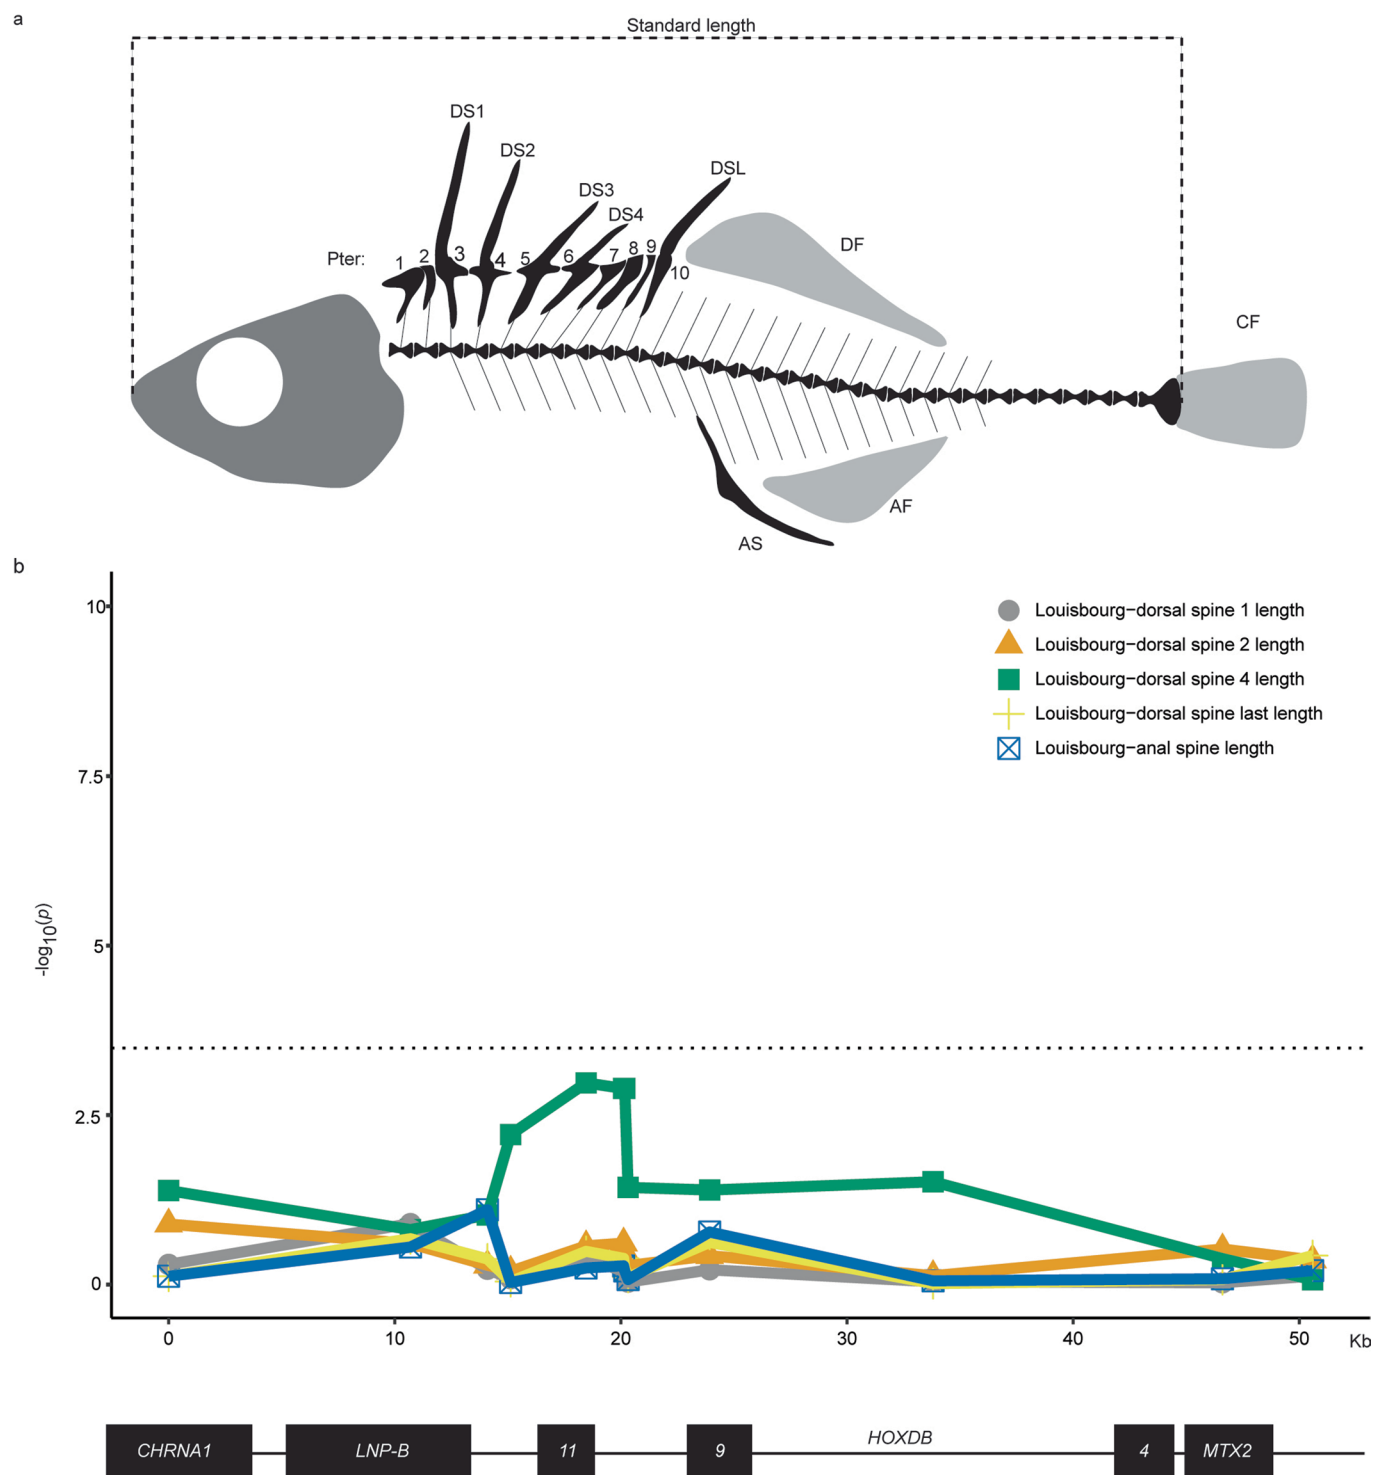 a
Standard length
DS1
DS2
DSL
DS3
DS4
DF
Pter: 1 2 3 4 5 6 7 8 9 10
CF
AF
AS
b
10
7.5
5
2.5
0
-log10(p)
Louisbourg−dorsal spine 1 length
Louisbourg−dorsal spine 2 length
Louisbourg−dorsal spine 4 length
Louisbourg−dorsal spine last length
Louisbourg−anal spine length
0 10 20 30 40 50 Kb
CHRNA1 LNP-B 11 9 HOXDB 4 MTX2